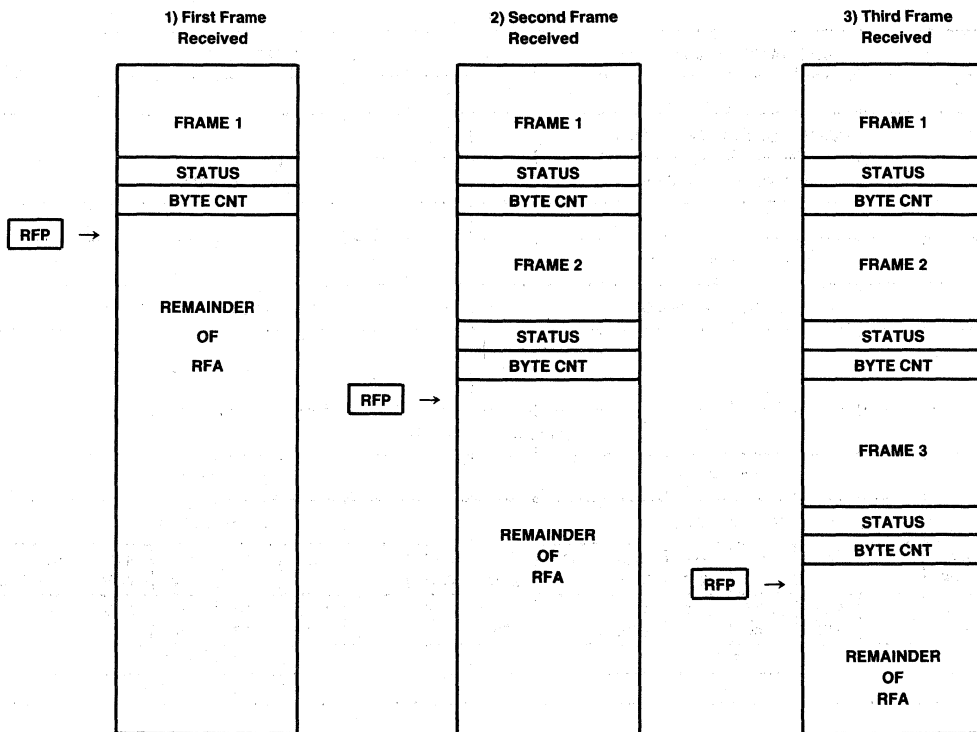 1) First Frame
Received
FRAME 1
STATUS
BYTE CNT
RFP →
REMAINDER
OF
RFA
2) Second Frame
Received
FRAME 1
STATUS
BYTE CNT
FRAME 2
STATUS
BYTE CNT
RFP →
REMAINDER
OF
RFA
3) Third Frame
Received
FRAME 1
STATUS
BYTE CNT
FRAME 2
STATUS
BYTE CNT
FRAME 3
STATUS
BYTE CNT
RFP →
REMAINDER
OF
RFA